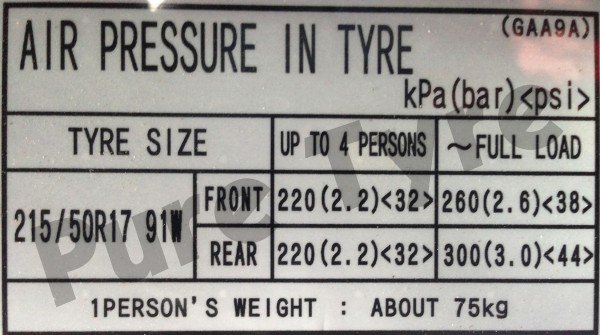 (GAA9A)
AIR PRESSURE IN TYRE
kPa(bar)<psi>
TYRE SIZE UP TO 4 PERSONS ~FULL LOAD
215/50R17 91W FRONT 220(2.2)<32> 260(2.6)<38>
REAR 220(2.2)<32> 300(3.0)<44>
1PERSON'S WEIGHT : ABOUT 75kg
Pure Tyre